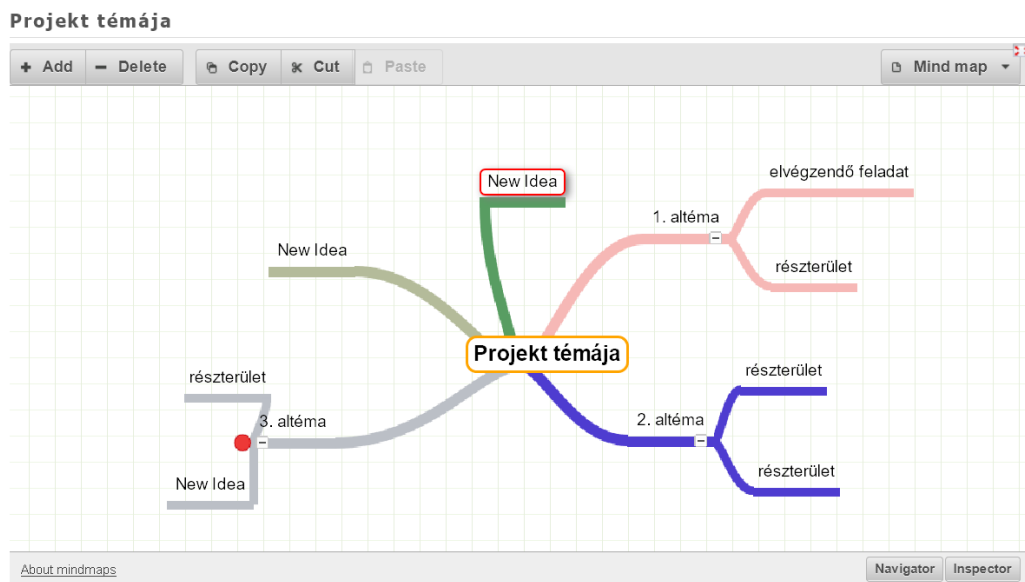 Projekt témája
Add
Delete
Copy
Cut
Paste
Mind map
elvégzendő feladat
New Idea
1. altéma
New Idea
részterület
Projekt témája
részterület
részterület
3. altéma
2. altéma
részterület
New Idea
About mindmaps
Navigator
Inspector